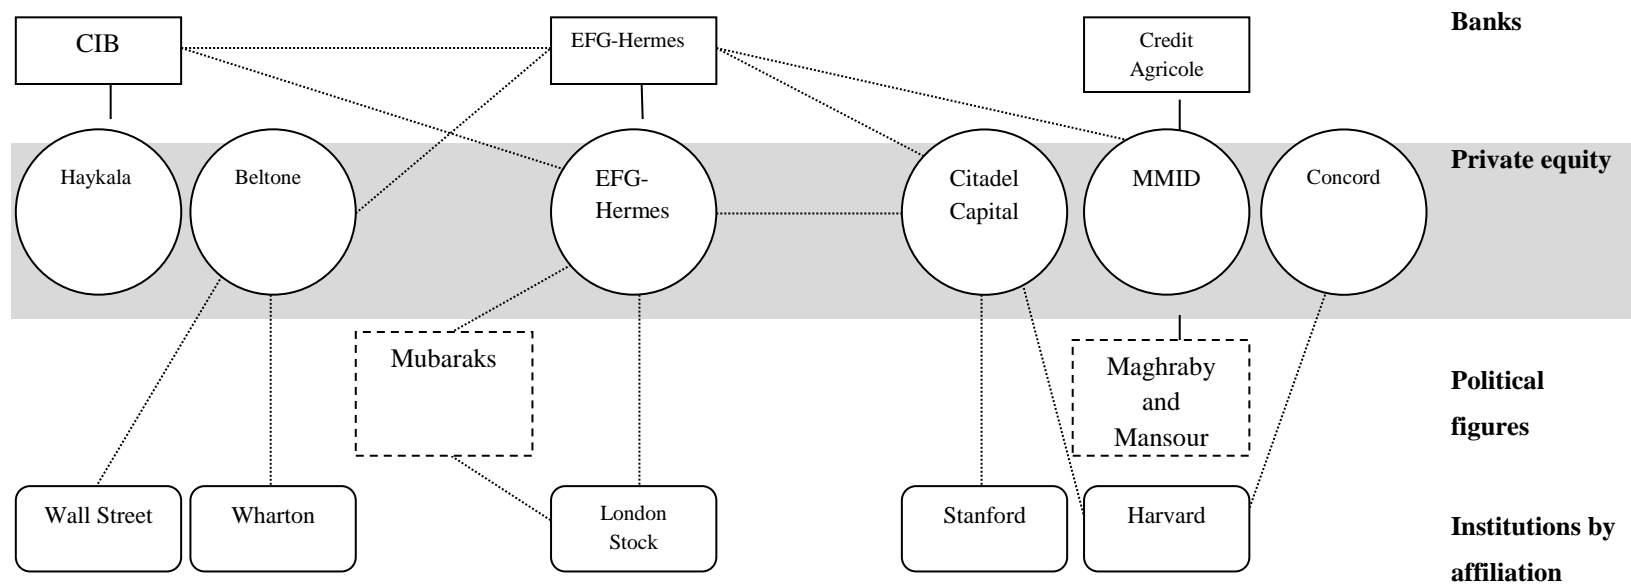 CIB
EFG-Hermes
Credit
Agricole
Banks
Haykala
Beltone
EFG-
Hermes
Citadel
Capital
MMID
Concord
Private equity
Mubaraks
Maghraby
and
Mansour
Political
figures
Wall Street
Wharton
London
Stock
Stanford
Harvard
Institutions by
affiliation